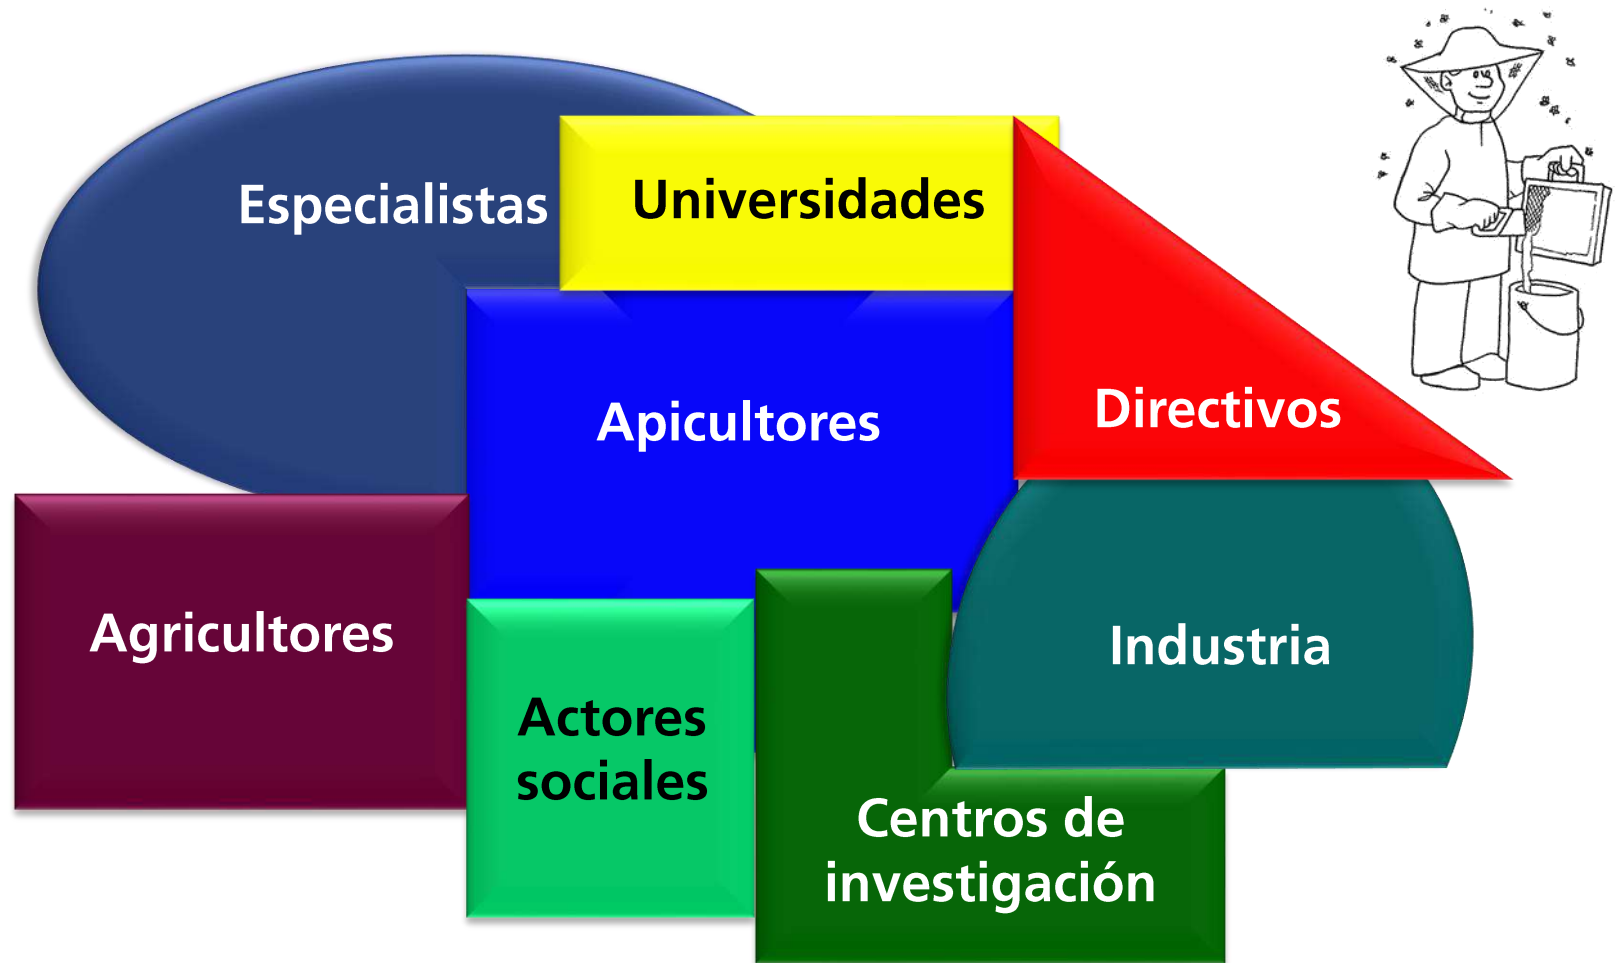 Especialistas
Universidades
Apicultores
Directivos
Agricultores
Industria
Actores
sociales
Centros de
investigación